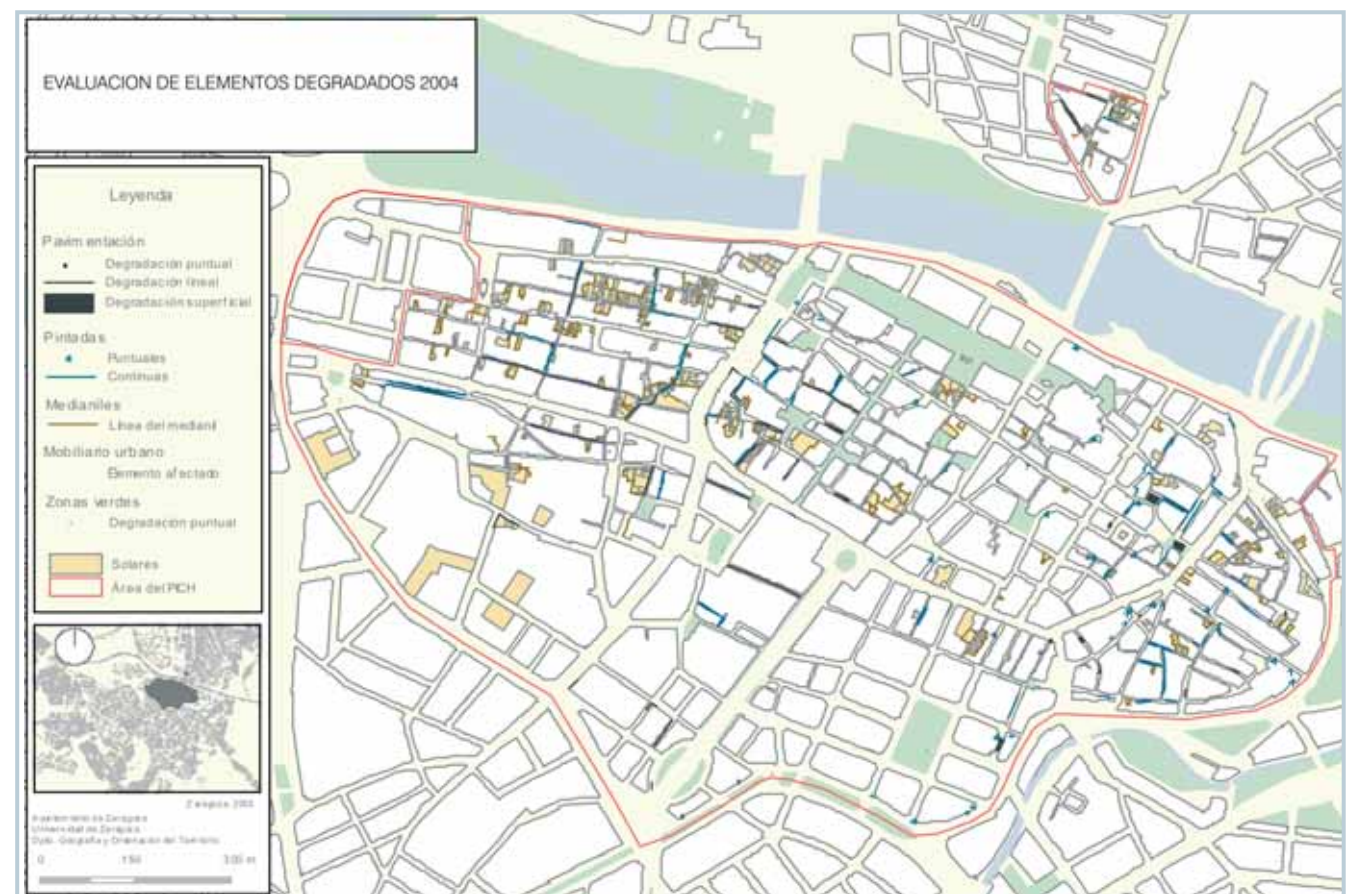 EVALUACION DE ELEMENTOS DEGRADADOS 2004
Leyenda
Pavimentación
Degradación puntual
Degradación lineal
Degradación superficial
Pintadas
Puntuales
Continuas
Medianiles
Línea del medianil
Mobiliario urbano
Elemento afectado
Zonas verdes
Degradación puntual
Solares
Área del PICH
Zaragoza,
Ayuntamiento de Zaragoza
Universidad de Zaragoza
Dpto. Geografía y Ordenación del Territorio
0